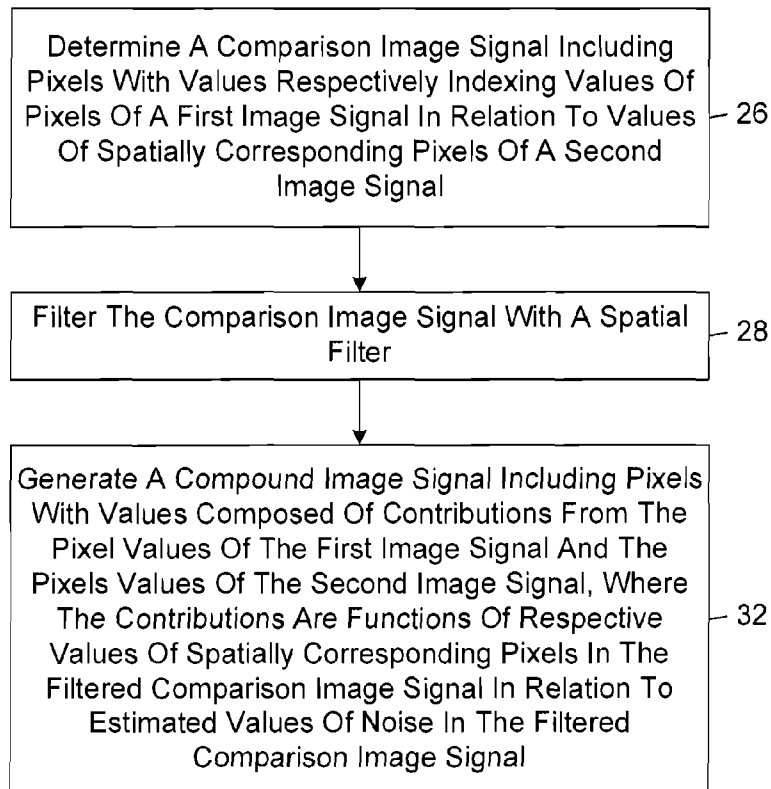 Determine A Comparison Image Signal Including
Pixels With Values Respectively Indexing Values Of
Pixels Of A First Image Signal In Relation To Values
Of Spatially Corresponding Pixels Of A Second
Image Signal
26
Filter The Comparison Image Signal With A Spatial
Filter
28
Generate A Compound Image Signal Including Pixels
With Values Composed Of Contributions From The
Pixel Values Of The First Image Signal And The
Pixels Values Of The Second Image Signal, Where
The Contributions Are Functions Of Respective
Values Of Spatially Corresponding Pixels In The
Filtered Comparison Image Signal In Relation To
Estimated Values Of Noise In The Filtered
Comparison Image Signal
32